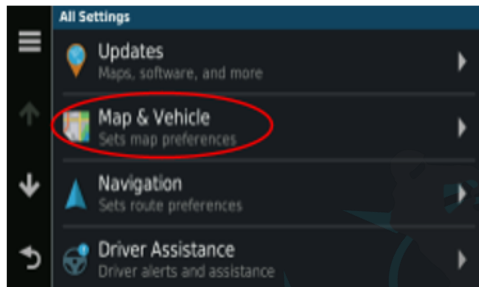 All Settings
Updates
Maps, software, and more
Map & Vehicle
Sets map preferences
Navigation
Sets route preferences
Driver Assistance
Driver alerts and assistance